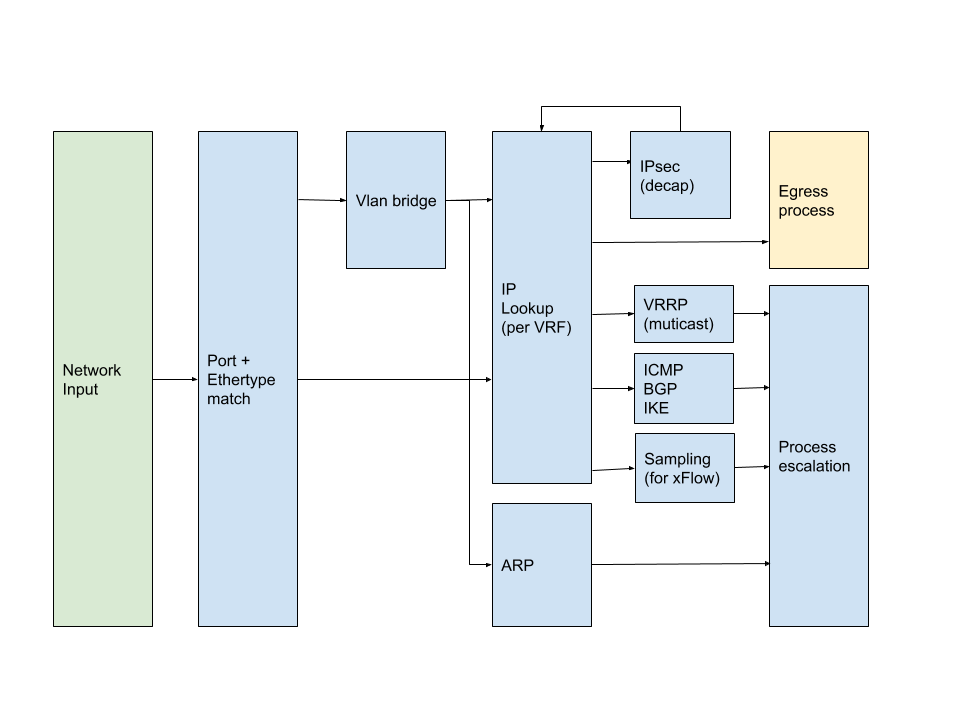 Network
Input
Port +
Ethertype
match
Vlan bridge
IP
Lookup
(per VRF)
ARP
IPsec
(decap)
VRRP
(muticast)
ICMP
BGP
IKE
Sampling
(for xFlow)
Egress
process
Process
escalation